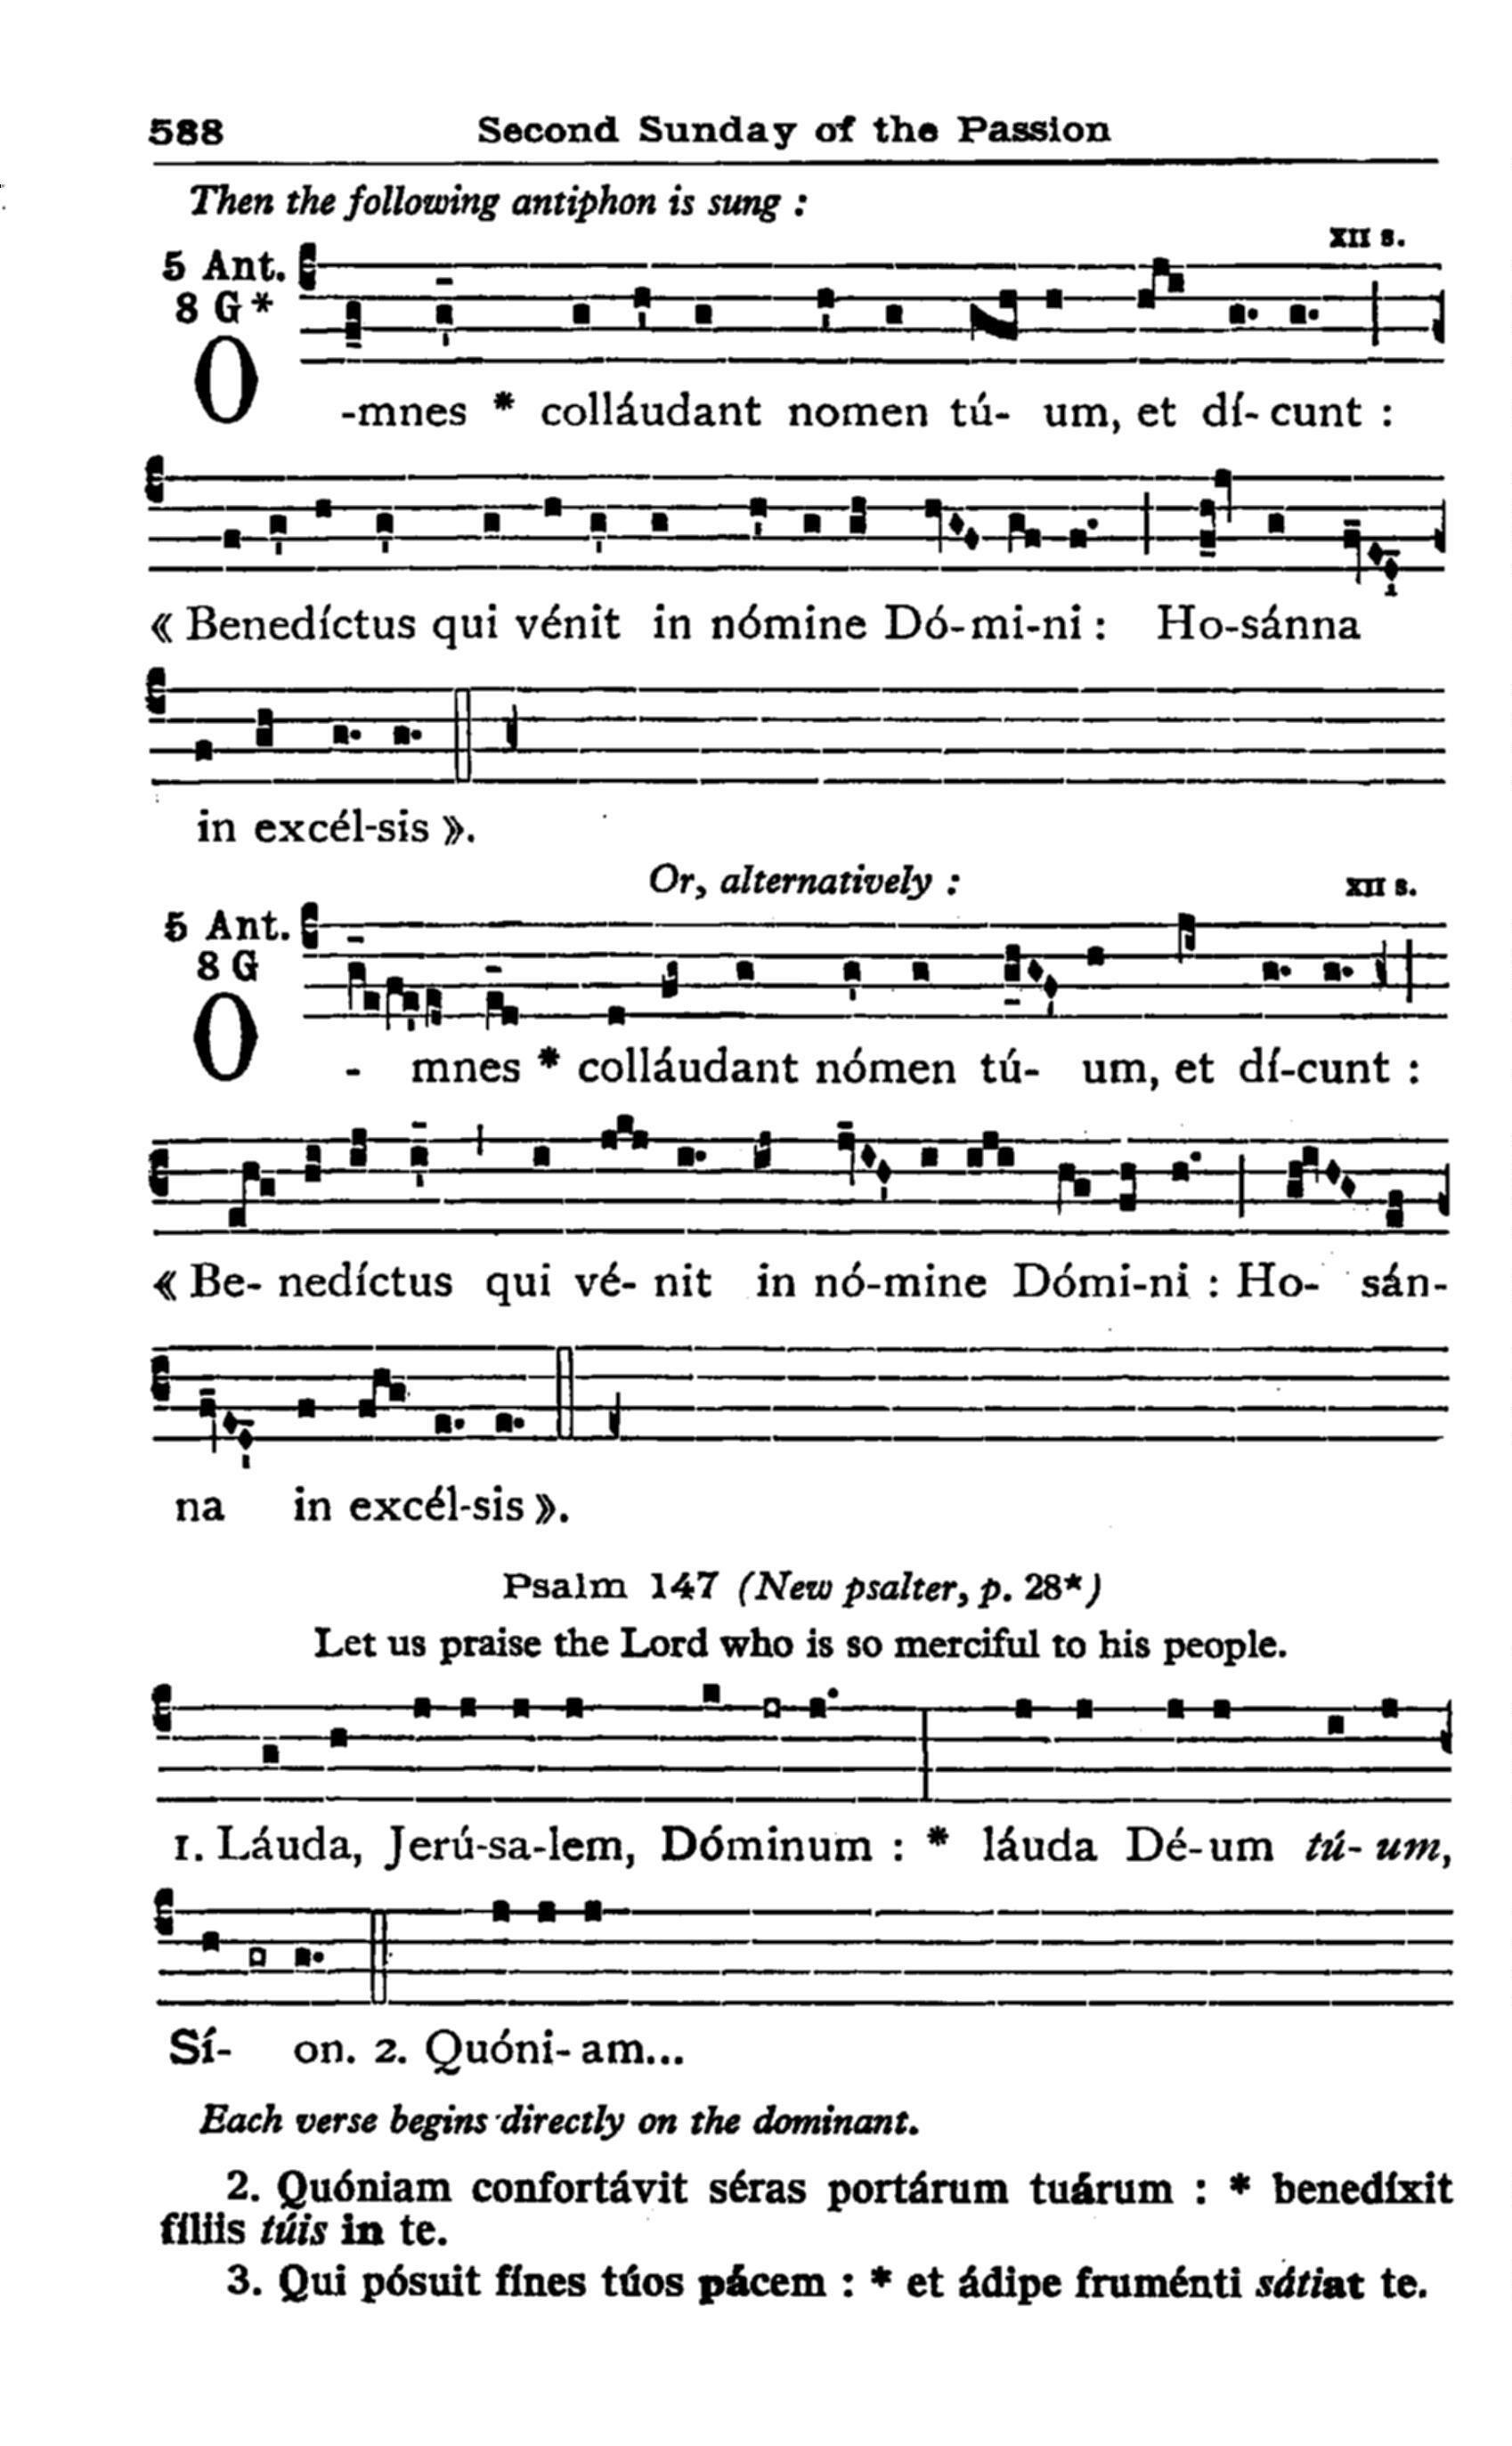 588 Second Sunday of the Passion
Then the following antiphon is sung :
XII s.
5 Ant.
8 G *
O -mnes * colláudant nomen tú- um, et dí- cunt :
« Benedíctus qui vénit in nómine Dó-mi-ni : Ho-sánna
in excél-sis ».
Or, alternatively :
XII s.
5 Ant.
8 G
O - mnes * colláudant nómen tú- um, et dí-cunt :
« Be- nedíctus qui vé- nit in nó-mine Dómi-ni : Ho- sán-
na in excél-sis ».
Psalm 147 (New psalter, p. 28*)
Let us praise the Lord who is so merciful to his people.
1. Láuda, Jerú-sa-lem, Dóminum : * láuda Dé-um tú- um,
Sí- on. 2. Quóni- am...
Each verse begins directly on the dominant.
2. Quóniam confortávit séras portárum tuárum : * benedíxit
fíliis túis in te.
3. Qui pósuit fínes túos pácem : * et ádipe fruménti sátiat te.